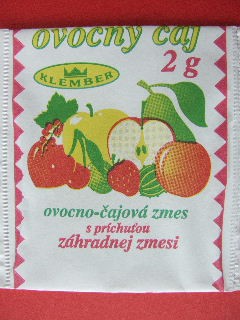 ovocný čaj
KLEMBER
2 g
ovocno-čajová zmes
s príchuťou
záhradnej zmesi